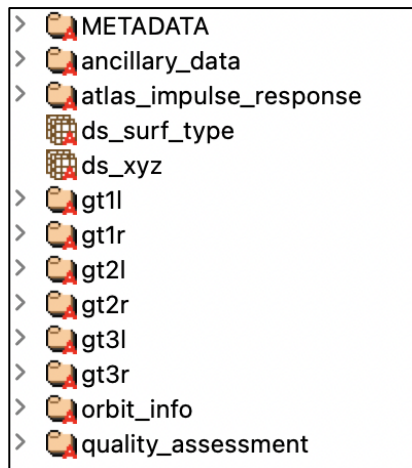 METADATA
ancillary_data
atlas_impulse_response
ds_surf_type
ds_xyz
gt1l
gt1r
gt2l
gt2r
gt3l
gt3r
orbit_info
quality_assessment